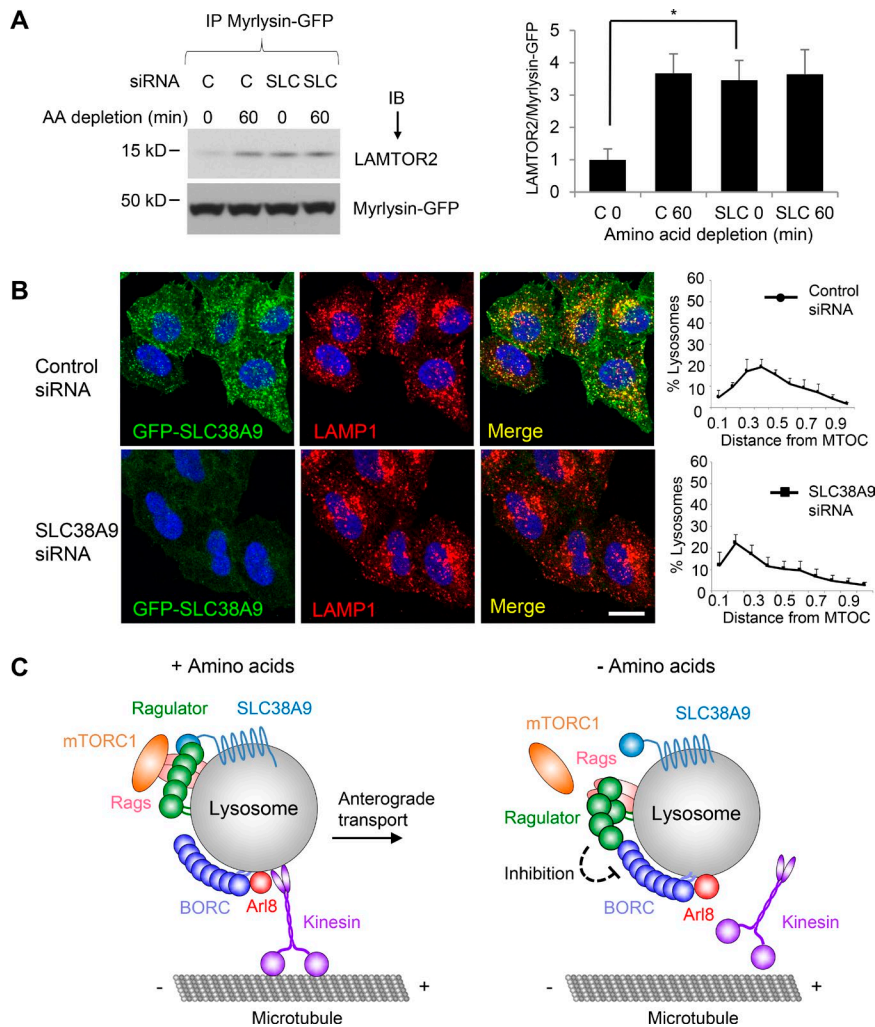 A
IP Myrlysin-GFP
siRNA C C SLC SLC
AA depletion (min) 0 60 0 60
IB
15 kD
LAMTOR2
50 kD
Myrlysin-GFP
LAMTOR2/Myrlysin-GFP
5
4
3
2
1
0
*
C 0 C 60 SLC 0 SLC 60
Amino acid depletion (min)
B
Control
siRNA
GFP-SLC38A9
LAMP1
Merge
% Lysosomes
60
50
40
30
20
10
0
Control
siRNA
0.1 0.3 0.5 0.7 0.9
Distance from MTOC
SLC38A9
siRNA
GFP-SLC38A9
LAMP1
Merge
% Lysosomes
60
50
40
30
20
10
0
SLC38A9
siRNA
0.1 0.3 0.5 0.7 0.9
Distance from MTOC
C
+ Amino acids
Ragulator
SLC38A9
mTORC1
Rags
Lysosome
Anterograde
transport
BORC
Arl8
Kinesin
- +
Microtubule
- Amino acids
SLC38A9
mTORC1
Rags
Ragulator
Lysosome
Inhibition
BORC
Arl8
Kinesin
- +
Microtubule